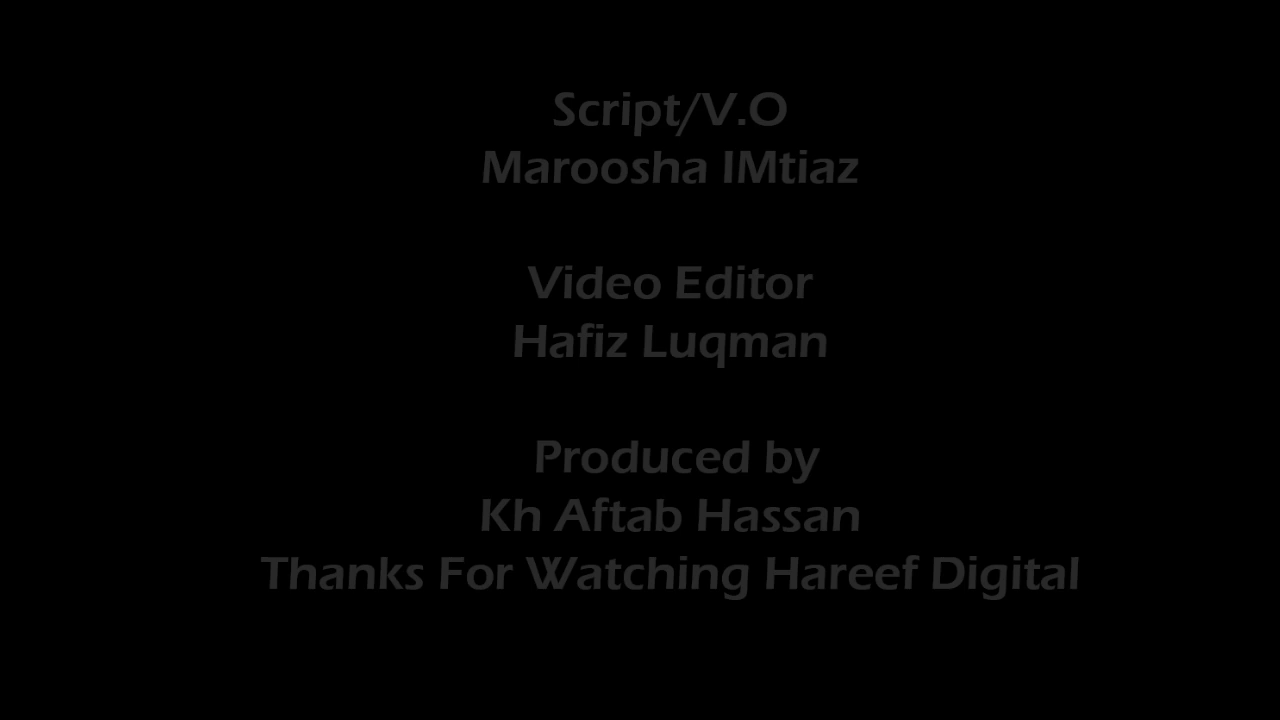 Script/V.O
Maroosha IMtiaz
Video Editor
Hafiz Luqman
Produced by
Kh Aftab Hassan
Thanks For Watching Hareef Digital